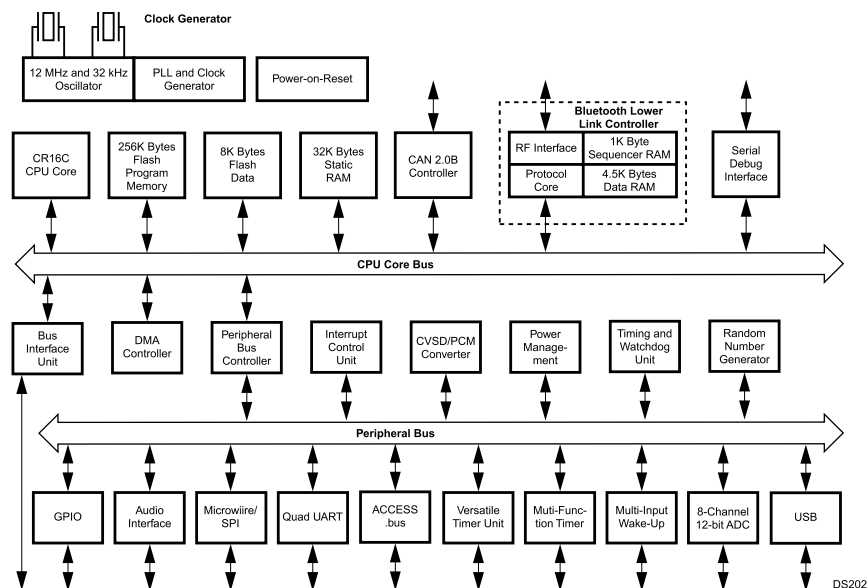 Clock Generator
12 MHz and 32 kHz
Oscillator
PLL and Clock
Generator
Power-on-Reset
CR16C
CPU Core
256K Bytes
Flash
Program
Memory
8K Bytes
Flash
Data
32K Bytes
Static
RAM
CAN 2.0B
Controller
Bluetooth Lower
Link Controller
RF Interface
1K Byte
Sequencer RAM
Protocol
Core
4.5K Bytes
Data RAM
Serial
Debug
Interface
CPU Core Bus
Bus
Interface
Unit
DMA
Controller
Peripheral
Bus
Controller
Interrupt
Control
Unit
CVSD/PCM
Converter
Power
Manage-
ment
Timing and
Watchdog
Unit
Random
Number
Generator
Peripheral Bus
GPIO
Audio
Interface
Microwiire/
SPI
Quad UART
ACCESS
.bus
Versatile
Timer Unit
Muti-Func-
tion Timer
Multi-Input
Wake-Up
8-Channel
12-bit ADC
USB
DS202